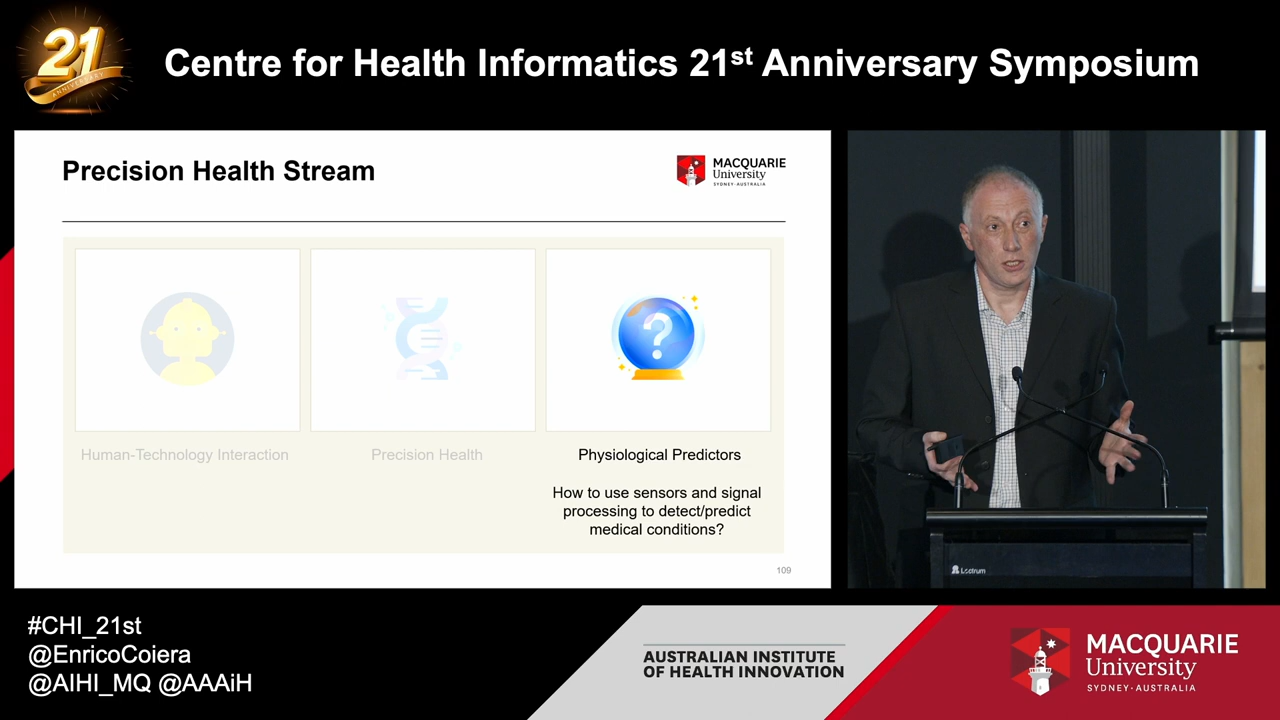 21
ANNIVERSARY
Centre for Health Informatics 21st Anniversary Symposium
Precision Health Stream
MACQUARIE
University
SYDNEY·AUSTRALIA
?
Human-Technology Interaction
Precision Health
Physiological Predictors
How to use sensors and signal
processing to detect/predict
medical conditions?
109
Lectrum
#CHI_21st
@EnricoCoiera
@AIHI_MQ @AAAiH
AUSTRALIAN INSTITUTE
OF HEALTH INNOVATION
MACQUARIE
University
SYDNEY·AUSTRALIA